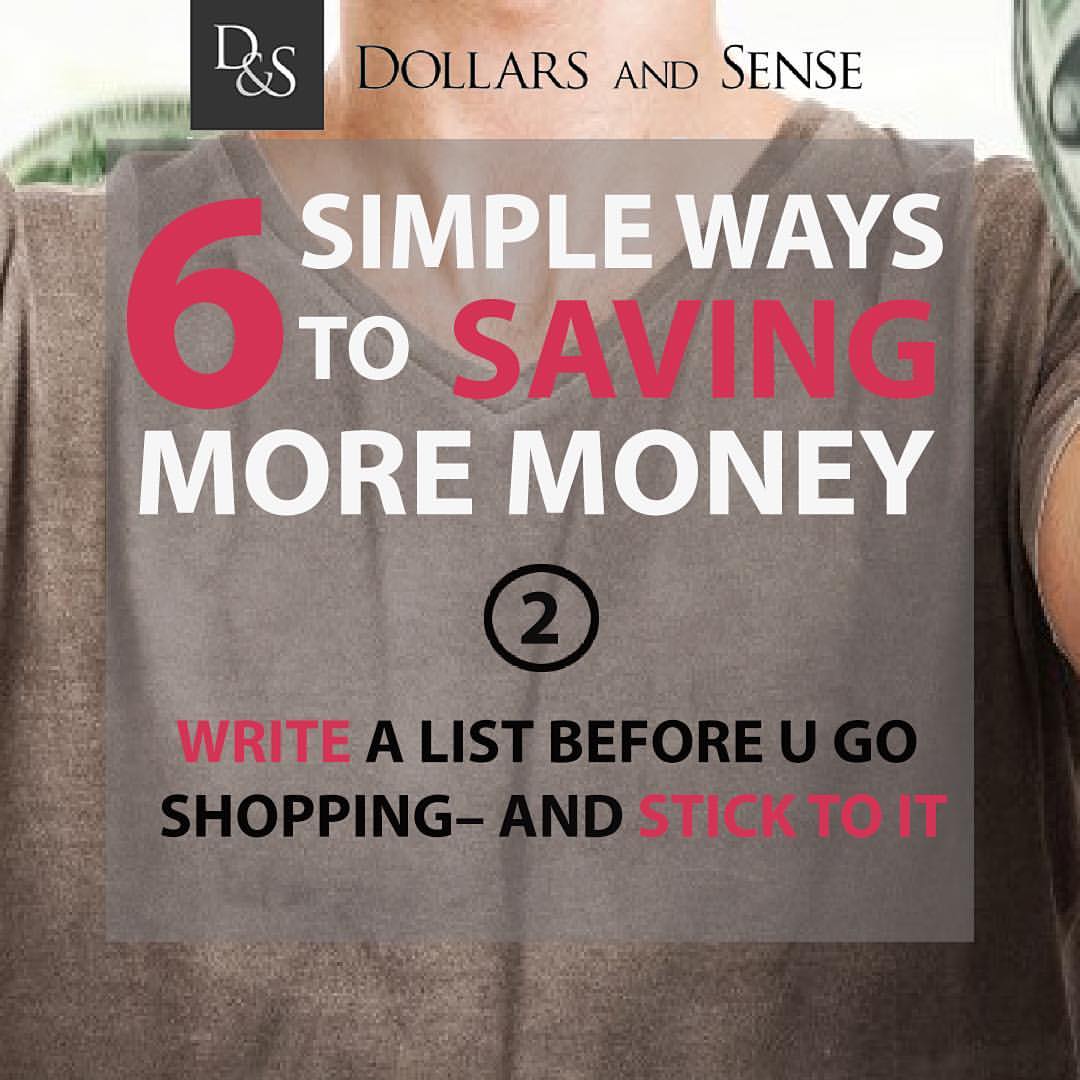 D&S DOLLARS AND SENSE
6 SIMPLE WAYS
TO SAVING
MORE MONEY
2
WRITE A LIST BEFORE U GO
SHOPPING– AND STICK TO IT